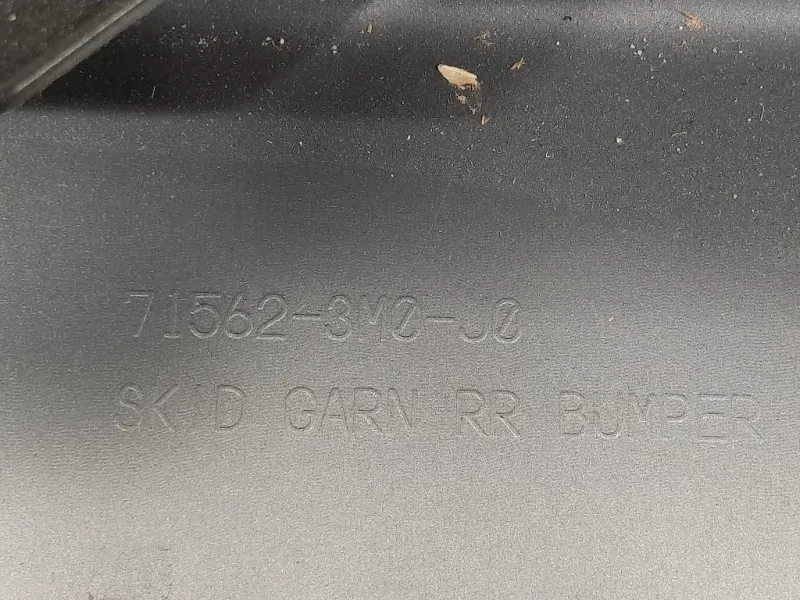 71562-3M0-J0
SKID GARN RR BUMPER